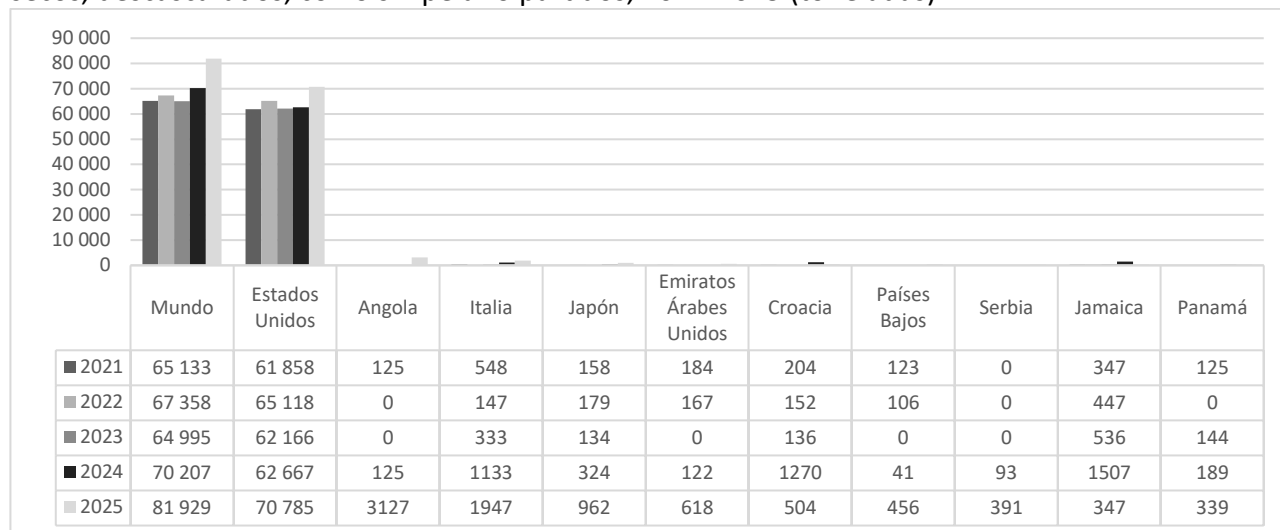 90 000
80 000
70 000
60 000
50 000
40 000
30 000
20 000
10 000
0
Mundo Estados Unidos Angola Italia Japón Emiratos Árabes Unidos Croacia Países Bajos Serbia Jamaica Panamá
2021 65 133 61 858 125 548 158 184 204 123 0 347 125
2022 67 358 65 118 0 147 179 167 152 106 0 447 0
2023 64 995 62 166 0 333 134 0 136 0 0 536 144
2024 70 207 62 667 125 1133 324 122 1270 41 93 1507 189
2025 81 929 70 785 3127 1947 962 618 504 456 391 347 339